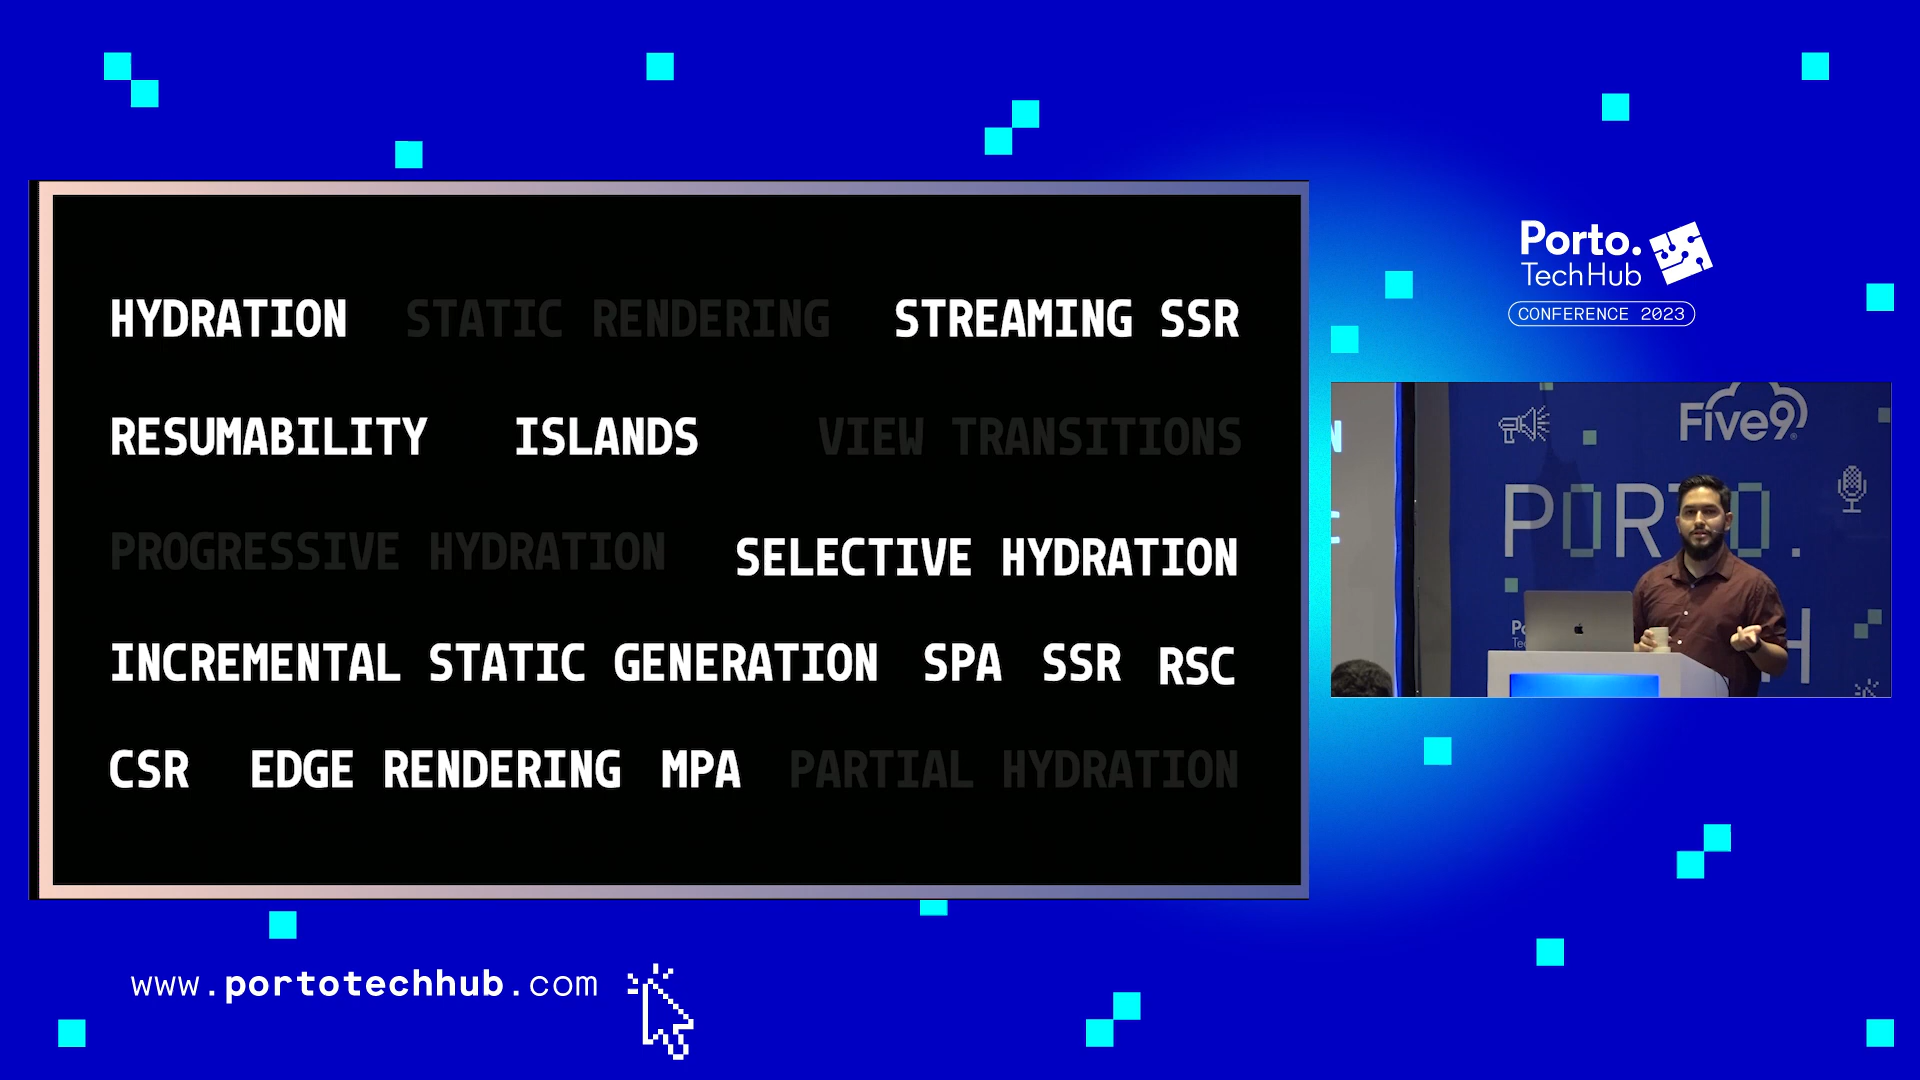 HYDRATION STATIC RENDERING STREAMING SSR
RESUMABILITY ISLANDS VIEW TRANSITIONS
PROGRESSIVE HYDRATION SELECTIVE HYDRATION
INCREMENTAL STATIC GENERATION SPA SSR RSC
CSR EDGE RENDERING MPA PARTIAL HYDRATION
Porto.
TechHub
CONFERENCE 2023
Five9
PORTO.
www.portotechhub.com